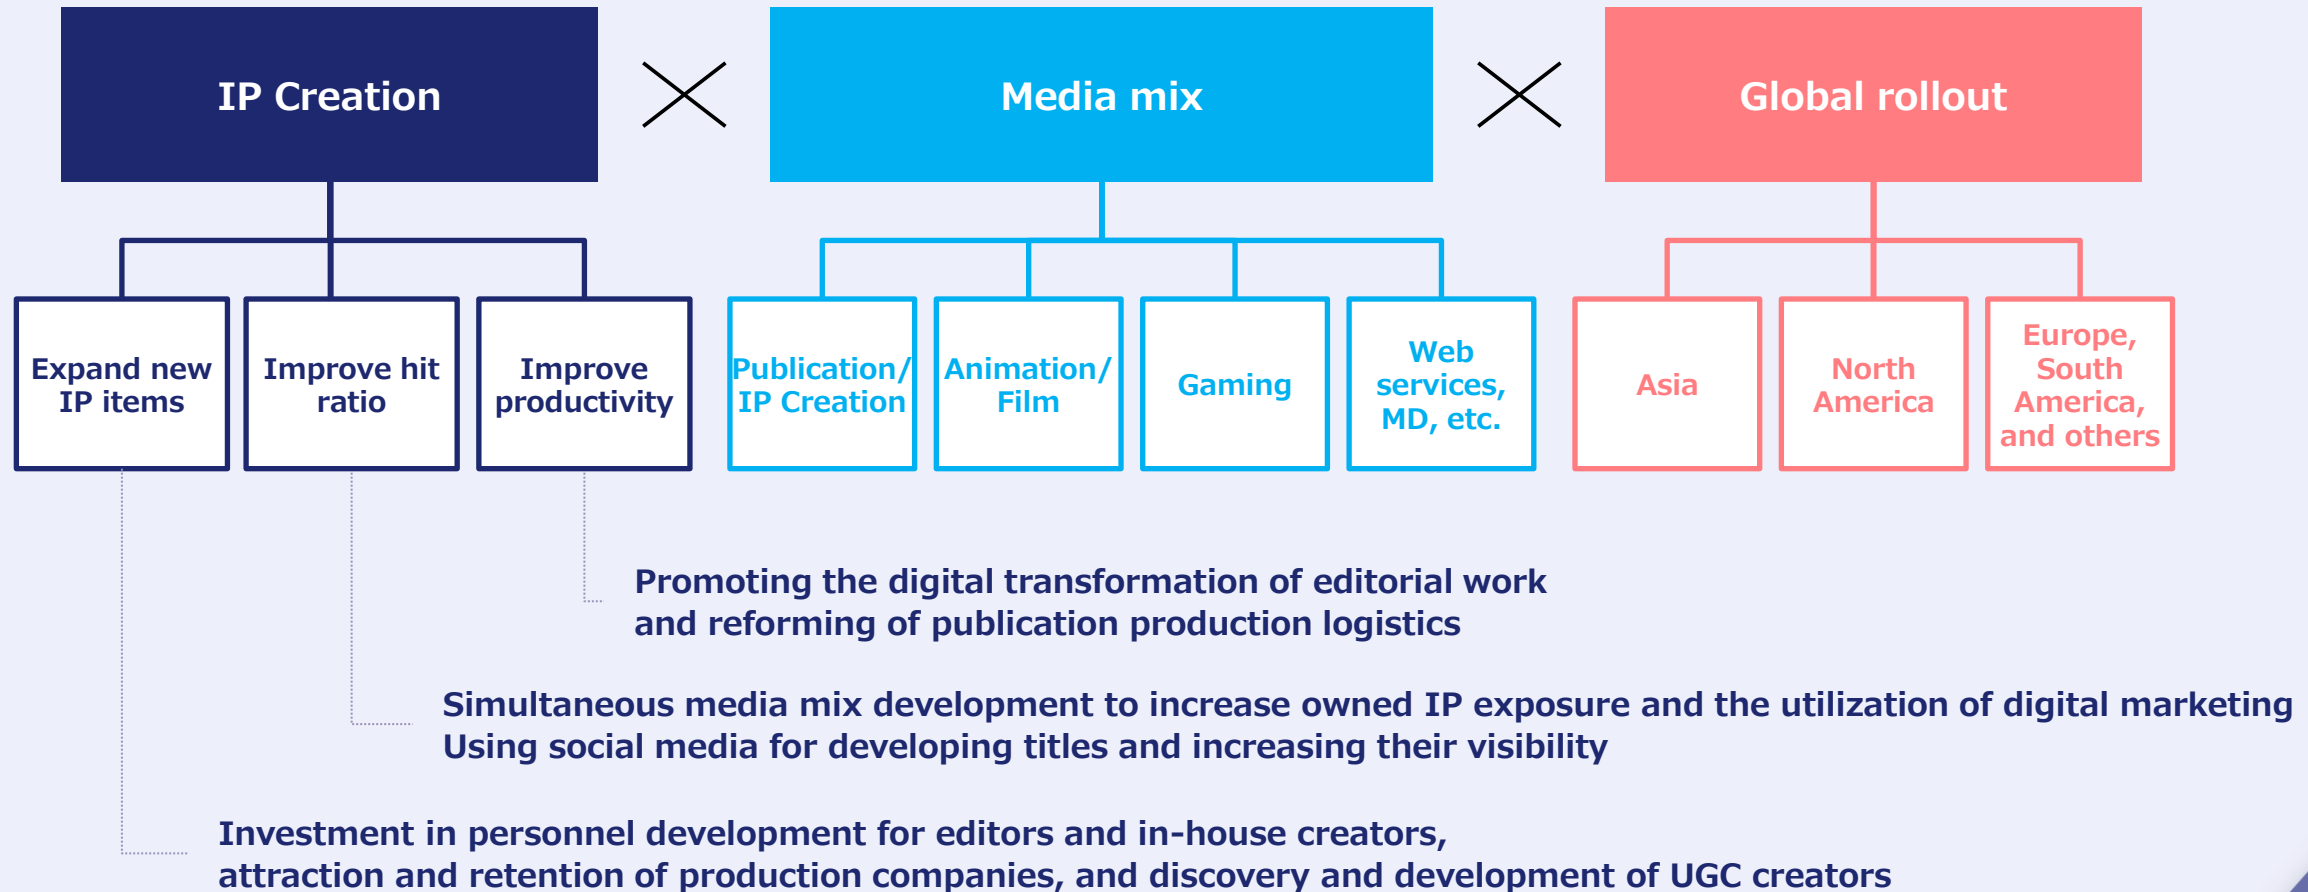 IP Creation
Media mix
Global rollout
Expand new
IP items
Improve hit
ratio
Improve
productivity
Publication/
IP Creation
Animation/
Film
Gaming
Web
services,
MD, etc.
Asia
North
America
Europe,
South
America,
and others
Promoting the digital transformation of editorial work
and reforming of publication production logistics
Simultaneous media mix development to increase owned IP exposure and the utilization of digital marketing
Using social media for developing titles and increasing their visibility
Investment in personnel development for editors and in-house creators,
attraction and retention of production companies, and discovery and development of UGC creators